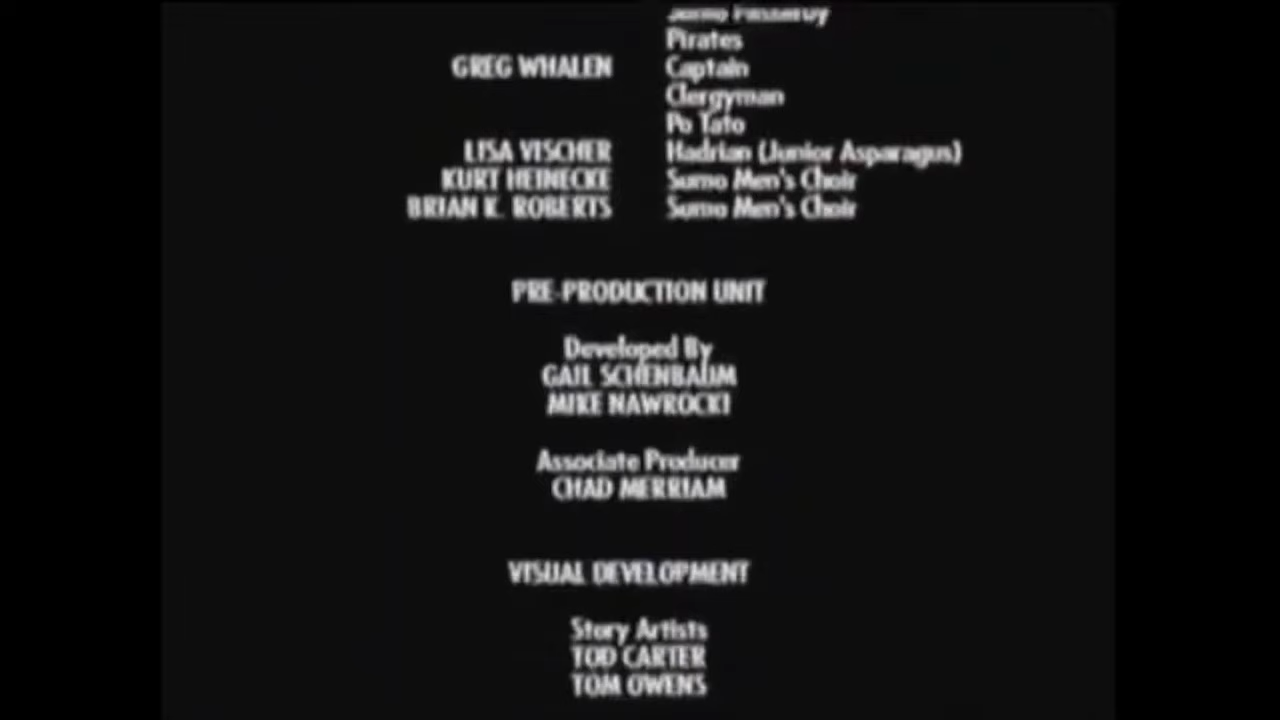 Pirates
GREG WHALEN Captain
Clergyman
Po Tato
LISA VISCHER Hadrian (Junior Asparagus)
KURT HEINECKE Sumo Men's Choir
BRIAN K. ROBERTS Sumo Men's Choir
PRE-PRODUCTION UNIT
Developed By
GAIL SCHENBAUM
MIKE NAWROCKI
Associate Producer
CHAD MERRIAM
VISUAL DEVELOPMENT
Story Artists
TOD CARTER
TOM OWENS